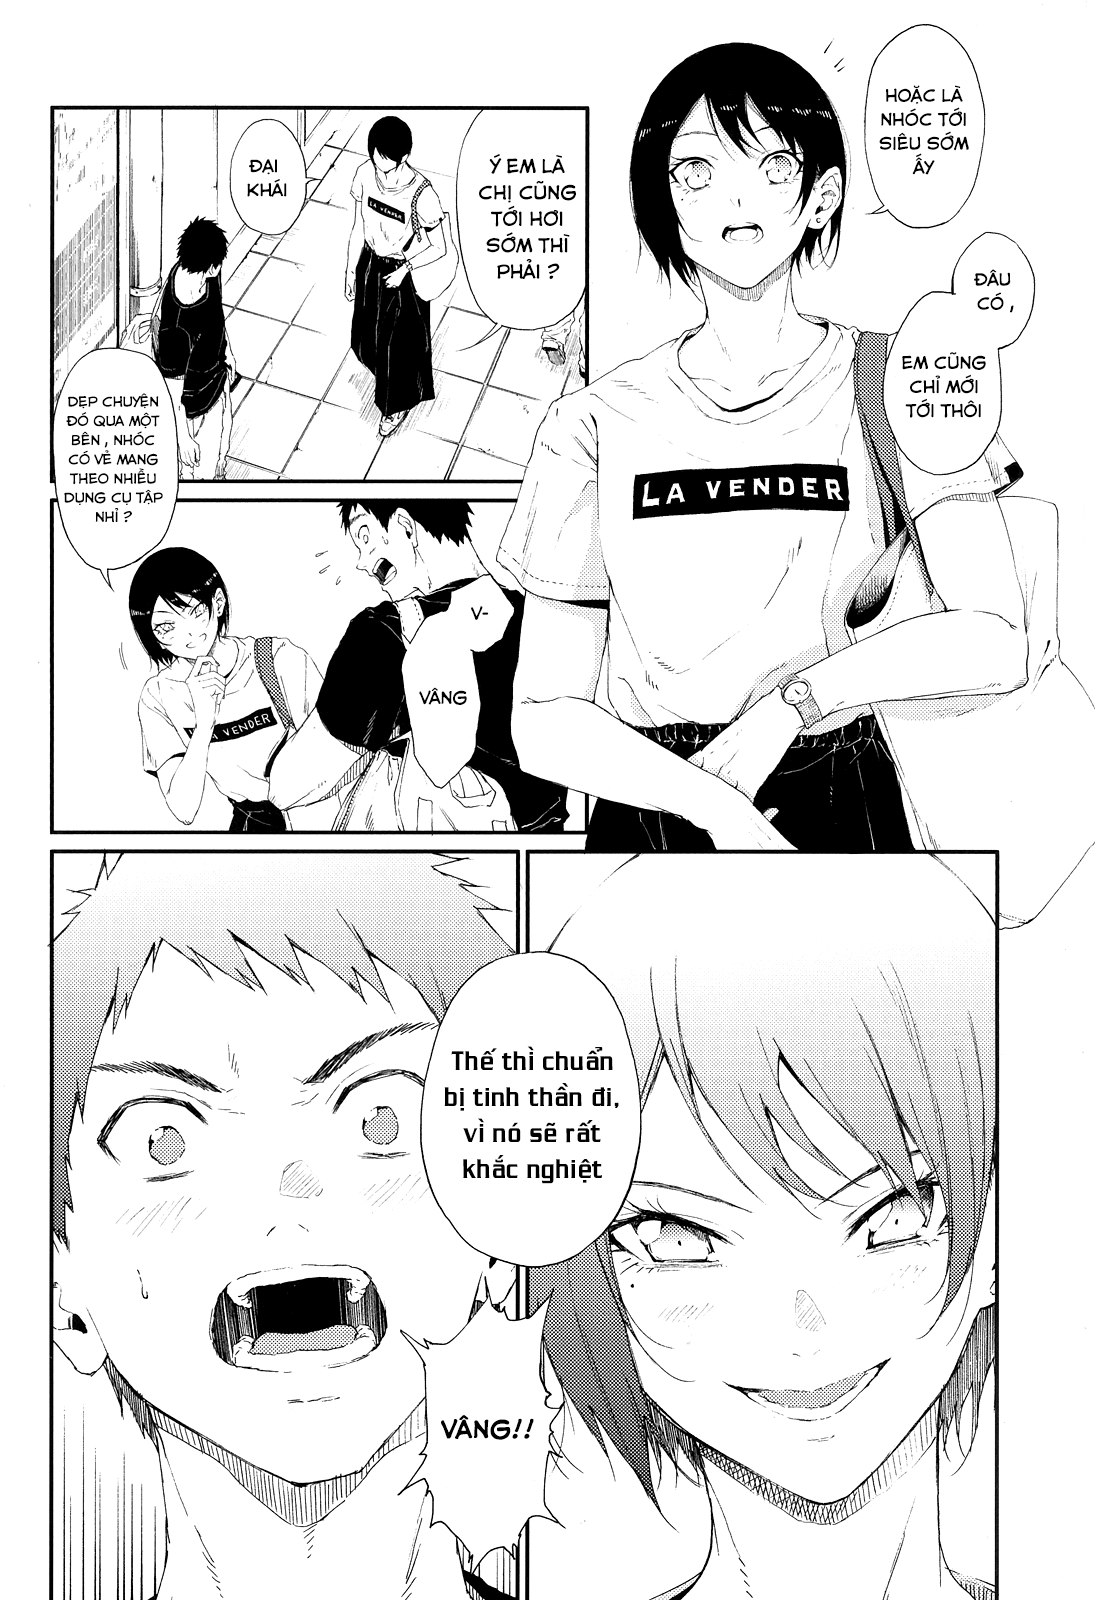 HOẶC LÀ
NHÓC TỚI
SIÊU SỚM
ẤY
ĐÂU
CÓ ,
EM CŨNG
CHỈ MỚI
TỚI THÔI
LA VENDER
Ý EM LÀ
CHỊ CŨNG
TỚI HƠI
SỚM THÌ
PHẢI ?
ĐẠI
KHÁI
LA VENDER
DẸP CHUYỆN
ĐÓ QUA MỘT
BÊN , NHÓC
CÓ VẺ MANG
THEO NHIỀU
DỤNG CỤ TẬP
NHỈ ?
V-
VÂNG
LA VENDER
Thế thì chuẩn
bị tinh thần đi,
vì nó sẽ rất
khắc nghiệt
VÂNG!!